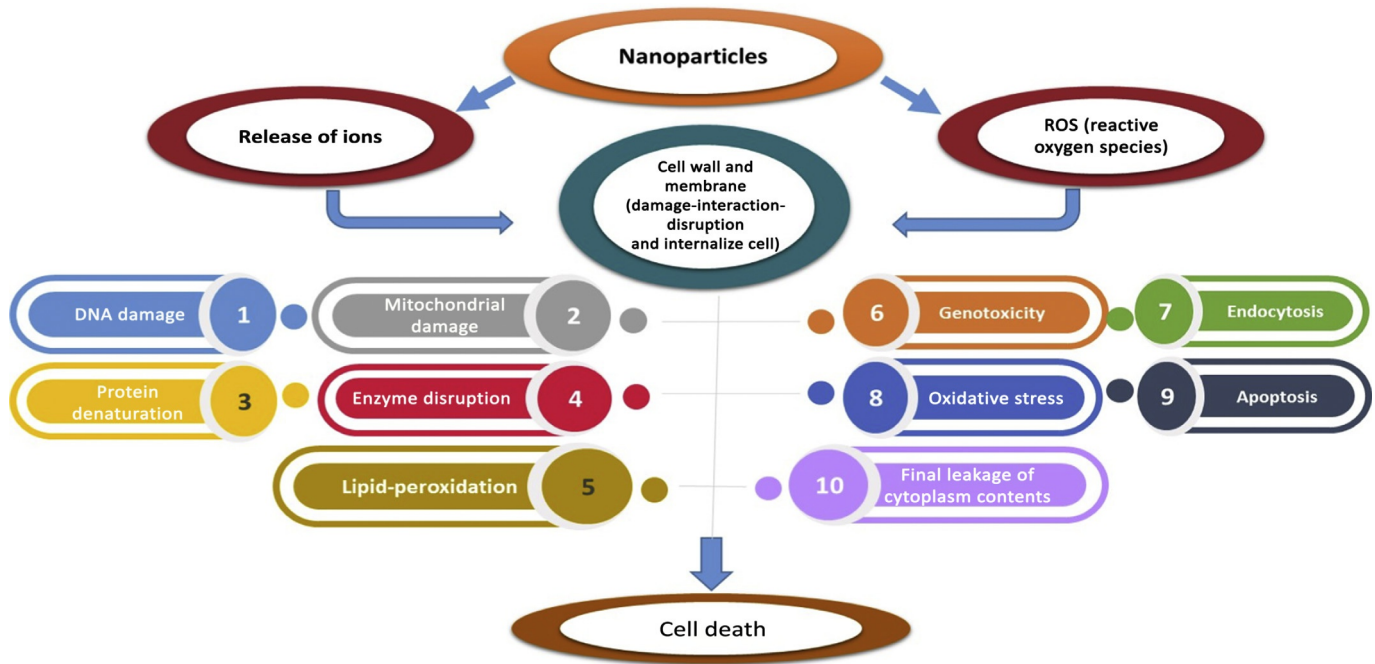 Nanoparticles
Release of ions
ROS (reactive
oxygen species)
Cell wall and
membrane
(damage-interaction-
disruption
and internalize cell)
DNA damage
1
Mitochondrial
damage
2
6
Genotoxicity
7
Endocytosis
Protein
denaturation
3
Enzyme disruption
4
8
Oxidative stress
9
Apoptosis
Lipid-peroxidation
5
10
Final leakage of
cytoplasm contents
Cell death